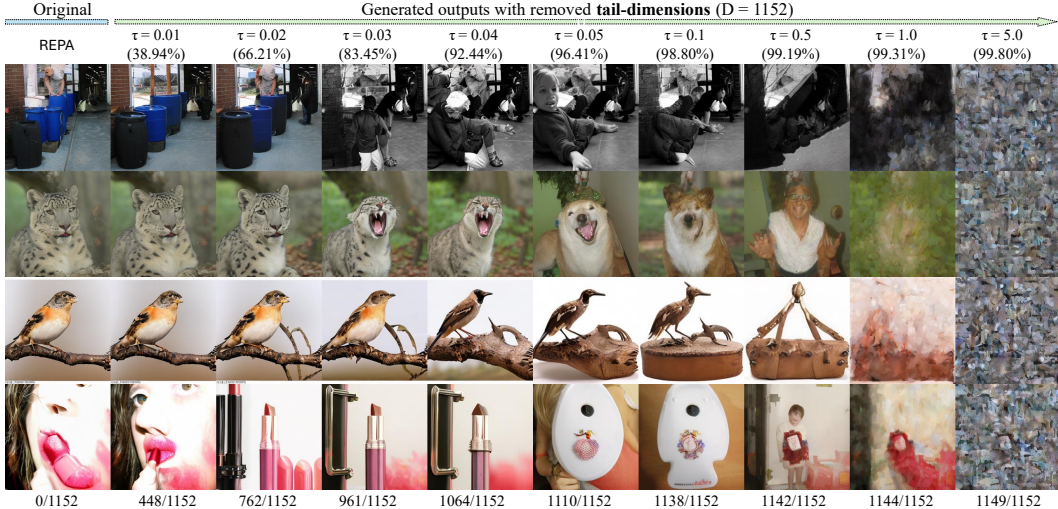 Original
Generated outputs with removed tail-dimensions (D = 1152)
REPA
τ = 0.01 τ = 0.02 τ = 0.03 τ = 0.04 τ = 0.05 τ = 0.1 τ = 0.5 τ = 1.0 τ = 5.0
(38.94%) (66.21%) (83.45%) (92.44%) (96.41%) (98.80%) (99.19%) (99.31%) (99.80%)
0/1152 448/1152 762/1152 961/1152 1064/1152 1110/1152 1138/1152 1142/1152 1144/1152 1149/1152